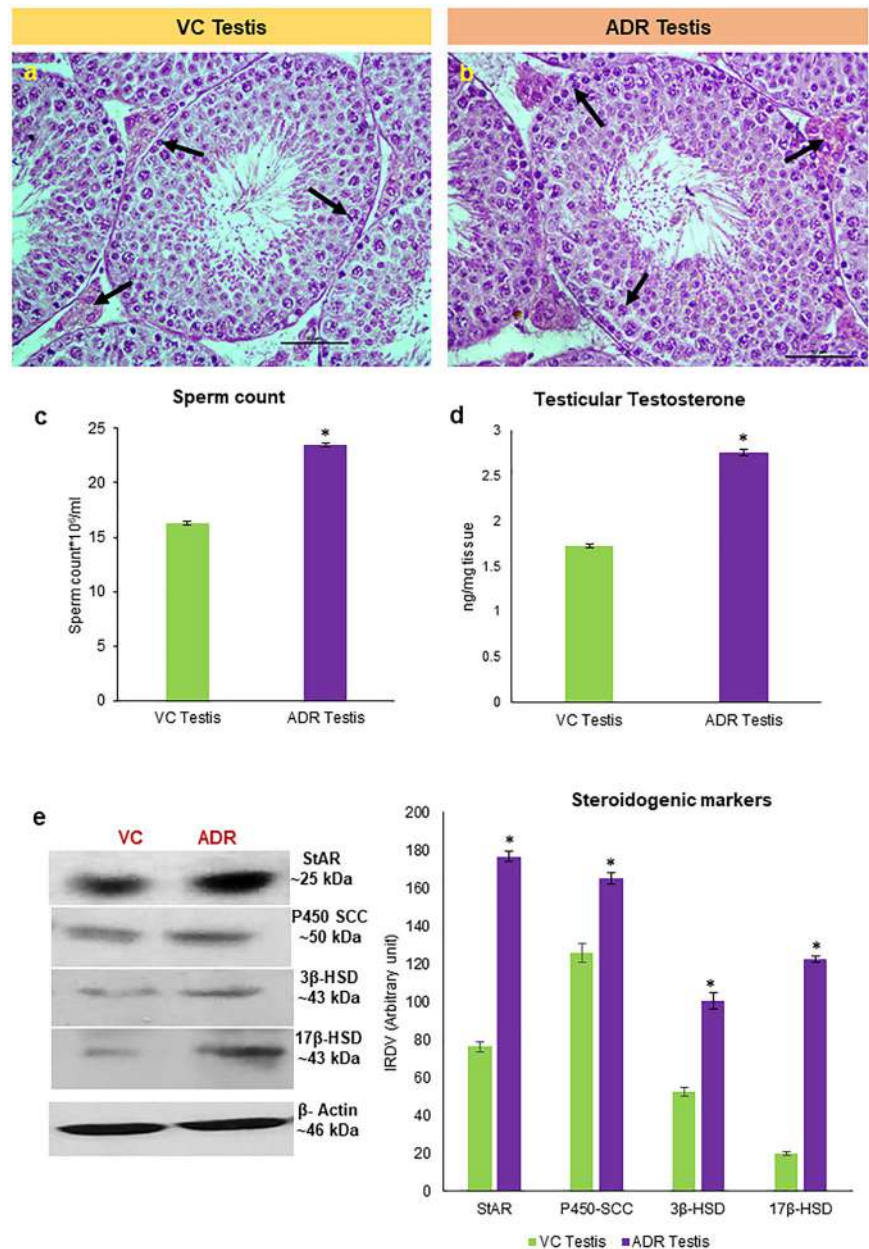 VC Testis
ADR Testis
a
b
c
Sperm count
Sperm count*10⁶/ml
25
20
15
10
5
0
*
VC Testis
ADR Testis
d
Testicular Testosterone
ng/mg tissue
3
2.5
2
1.5
1
0.5
0
*
VC Testis
ADR Testis
e
VC
ADR
StAR
~25 kDa
P450 SCC
~50 kDa
3β-HSD
~43 kDa
17β-HSD
~43 kDa
β- Actin
~46 kDa
Steroidogenic markers
IRDV (Arbitrary unit)
200
180
160
140
120
100
80
60
40
20
0
*
*
*
*
StAR
P450-SCC
3β-HSD
17β-HSD
VC Testis
ADR Testis